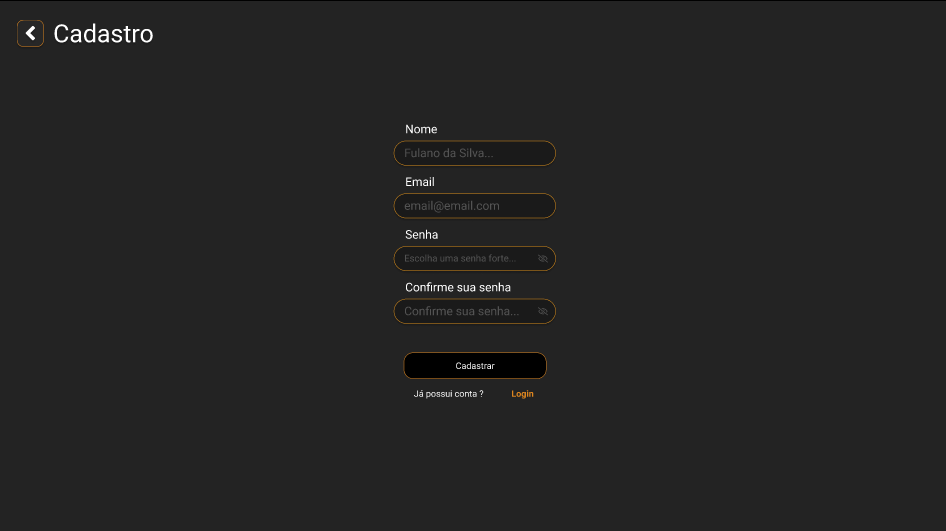 Cadastro
Nome
Fulano da Silva...
Email
email@email.com
Senha
Escolha uma senha forte...
Confirme sua senha
Confirme sua senha...
Cadastrar
Já possui conta ? Login